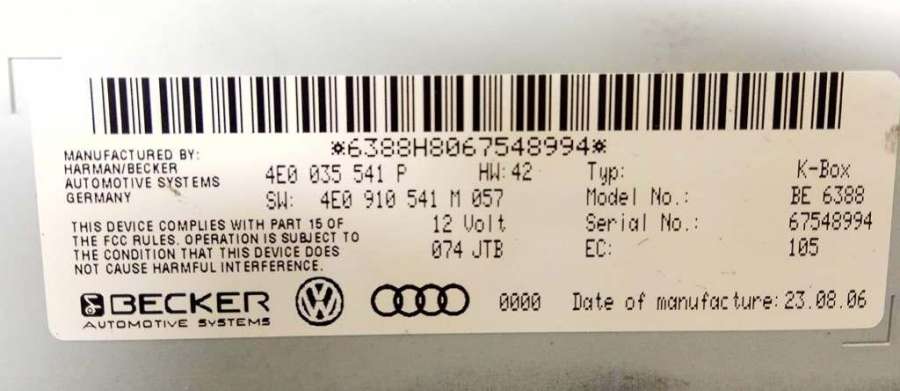 *6388H8067548994*
MANUFACTURED BY:
HARMAN/BECKER
AUTOMOTIVE SYSTEMS
GERMANY
4E0 035 541 P HW: 42
SW: 4E0 910 541 M 057
12 Volt
074 JTB
Typ: K-Box
Model No.: BE 6388
Serial No.: 67548994
EC: 105
THIS DEVICE COMPLIES WITH PART 15 OF
THE FCC RULES. OPERATION IS SUBJECT TO
THE CONDITION THAT THIS DEVICE DOES
NOT CAUSE HARMFUL INTERFERENCE.
BECKER
AUTOMOTIVE SYSTEMS
VW
0000 Date of manufacture: 23.08.06